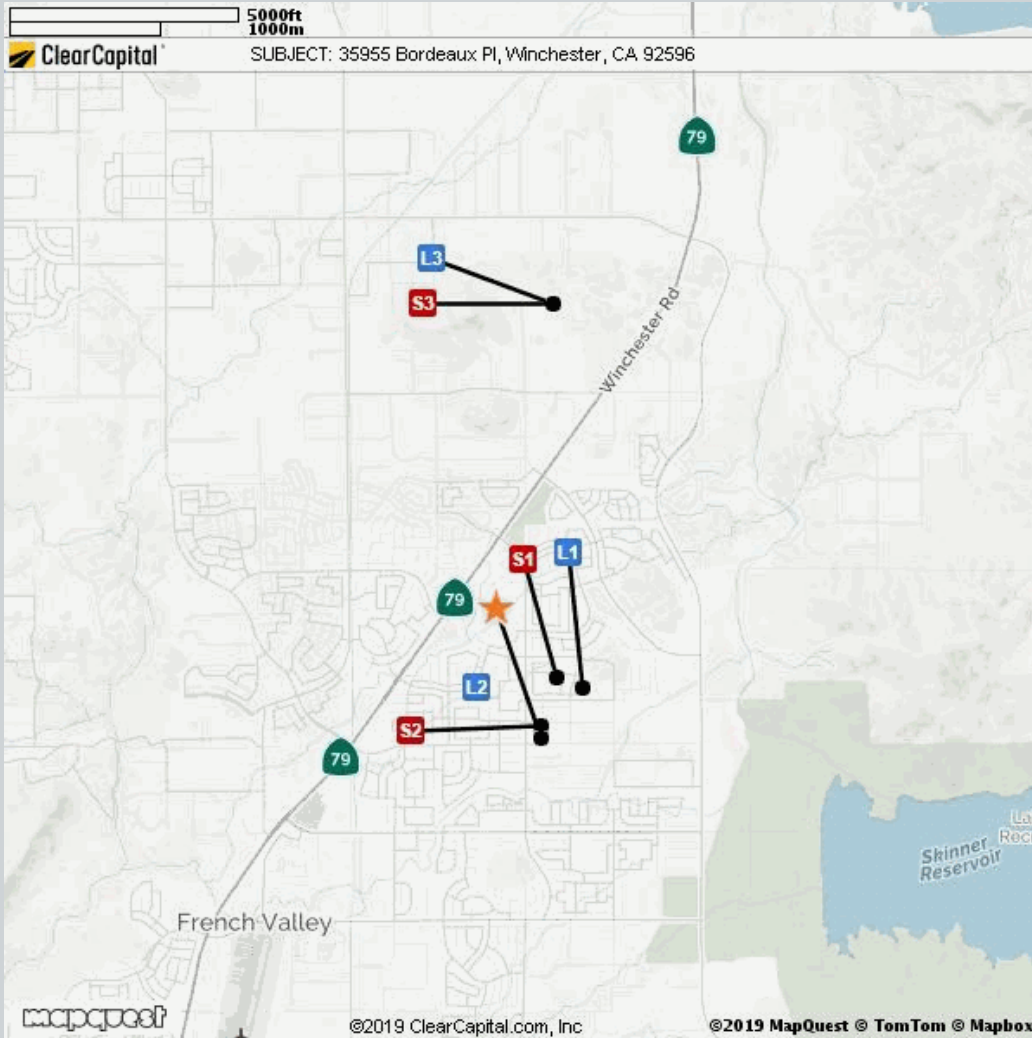 5000ft
1000m
ClearCapital
SUBJECT: 35955 Bordeaux Pl, Winchester, CA 92596
79
L3
S3
Winchester Rd
S1
L1
79
L2
S2
79
La
Skinner
Reservoir
French Valley
mapquest
©2019 ClearCapital.com, Inc
©2019 MapQuest © TomTom © Mapbox